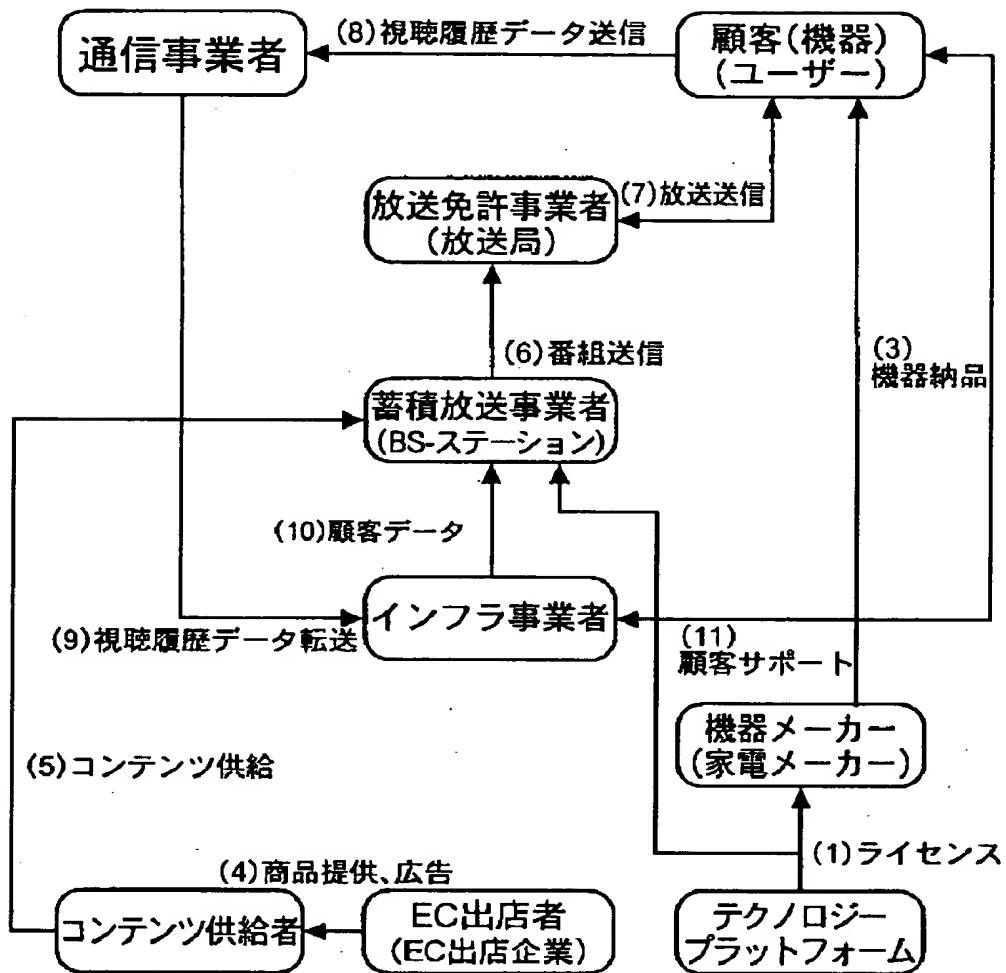 (8)視聴履歴データ送信
通信事業者
顧客(機器)
(ユーザー)
放送免許事業者
(放送局)
(7)放送送信
(6)番組送信
(3)
機器納品
蓄積放送事業者
(BS-ステーション)
(10)顧客データ
インフラ事業者
(9)視聴履歴データ転送
(11)
顧客サポート
機器メーカー
(家電メーカー)
(5)コンテンツ供給
(1)ライセンス
(4)商品提供、広告
コンテンツ供給者
EC出店者
(EC出店企業)
テクノロジー
プラットフォーム